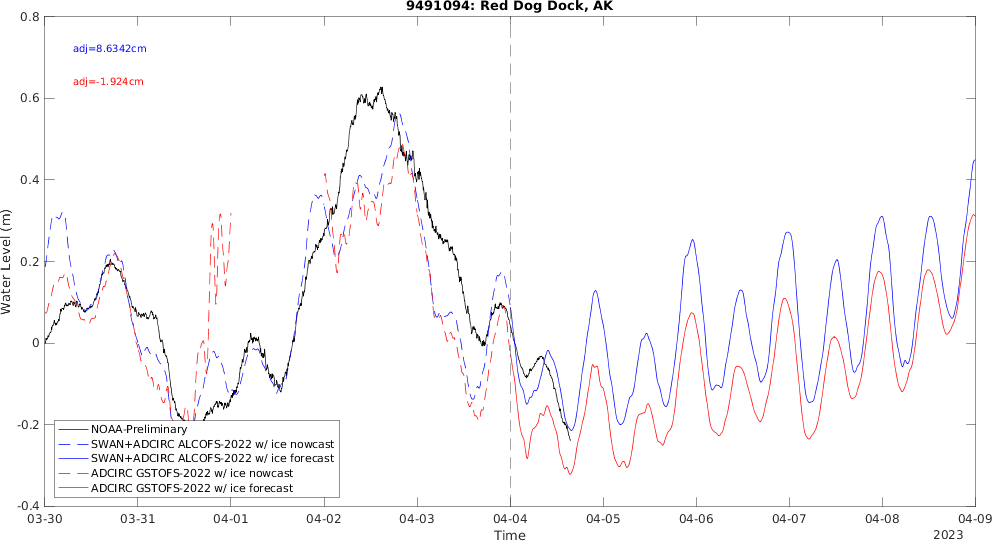 9491094: Red Dog Dock, AK
adj=8.6342cm
adj=-1.924cm
Water Level (m)
0.8
0.6
0.4
0.2
0
-0.2
-0.4
NOAA-Preliminary
SWAN+ADCIRC ALCOFS-2022 w/ ice nowcast
SWAN+ADCIRC ALCOFS-2022 w/ ice forecast
ADCIRC GSTOFS-2022 w/ ice nowcast
ADCIRC GSTOFS-2022 w/ ice forecast
03-30 03-31 04-01 04-02 04-03 04-04 04-05 04-06 04-07 04-08 04-09
Time
2023